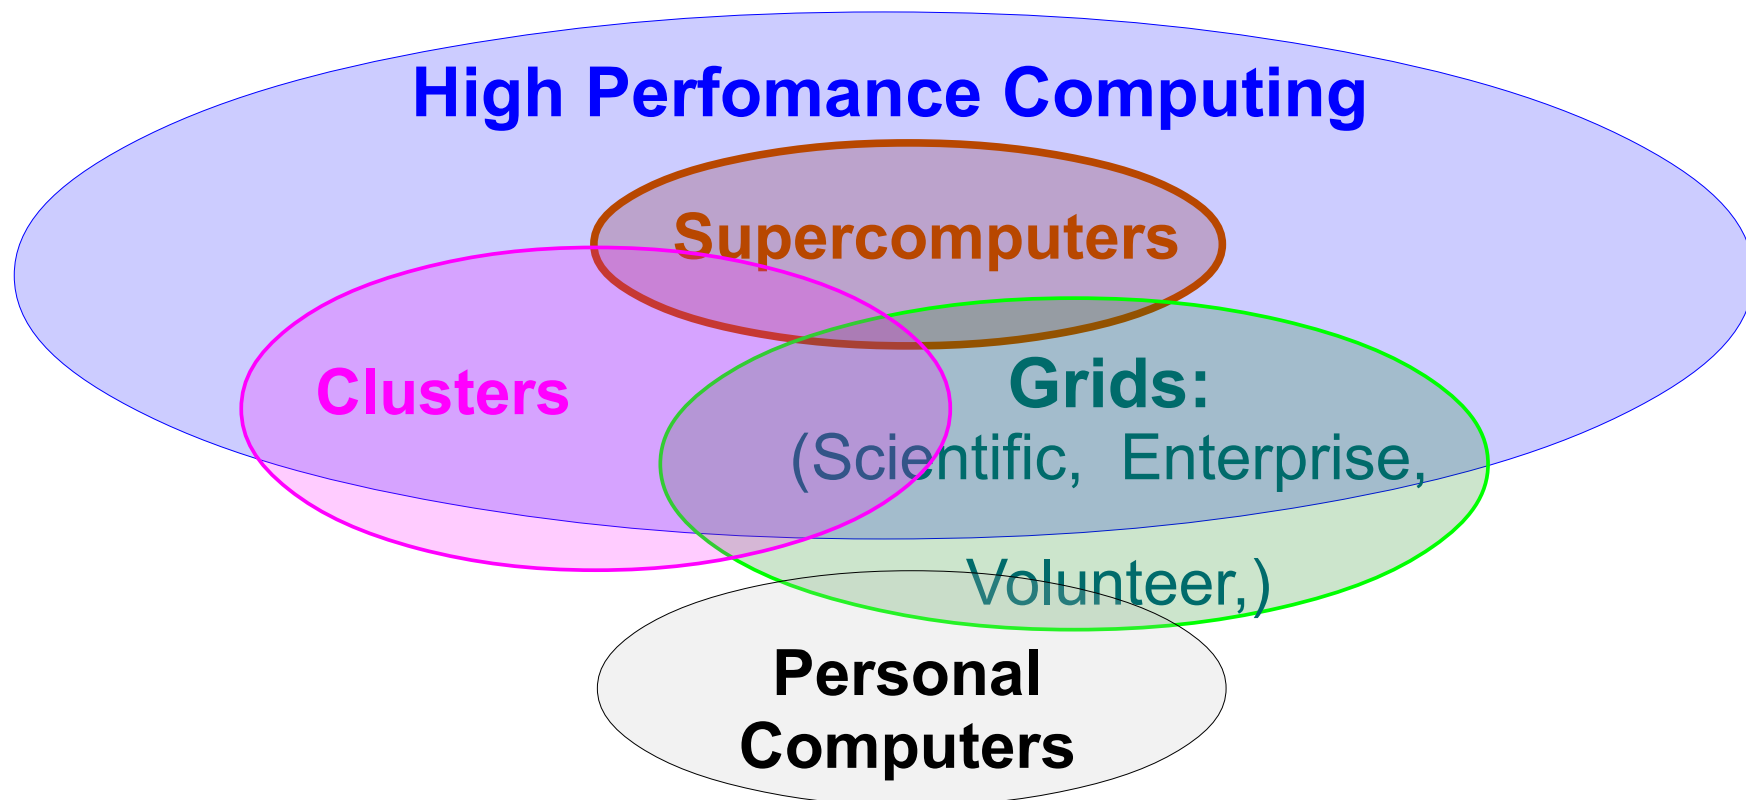 High Perfomance Computing
Supercomputers
Clusters
Grids:
(Scientific, Enterprise,
Volunteer,)
Personal
Computers